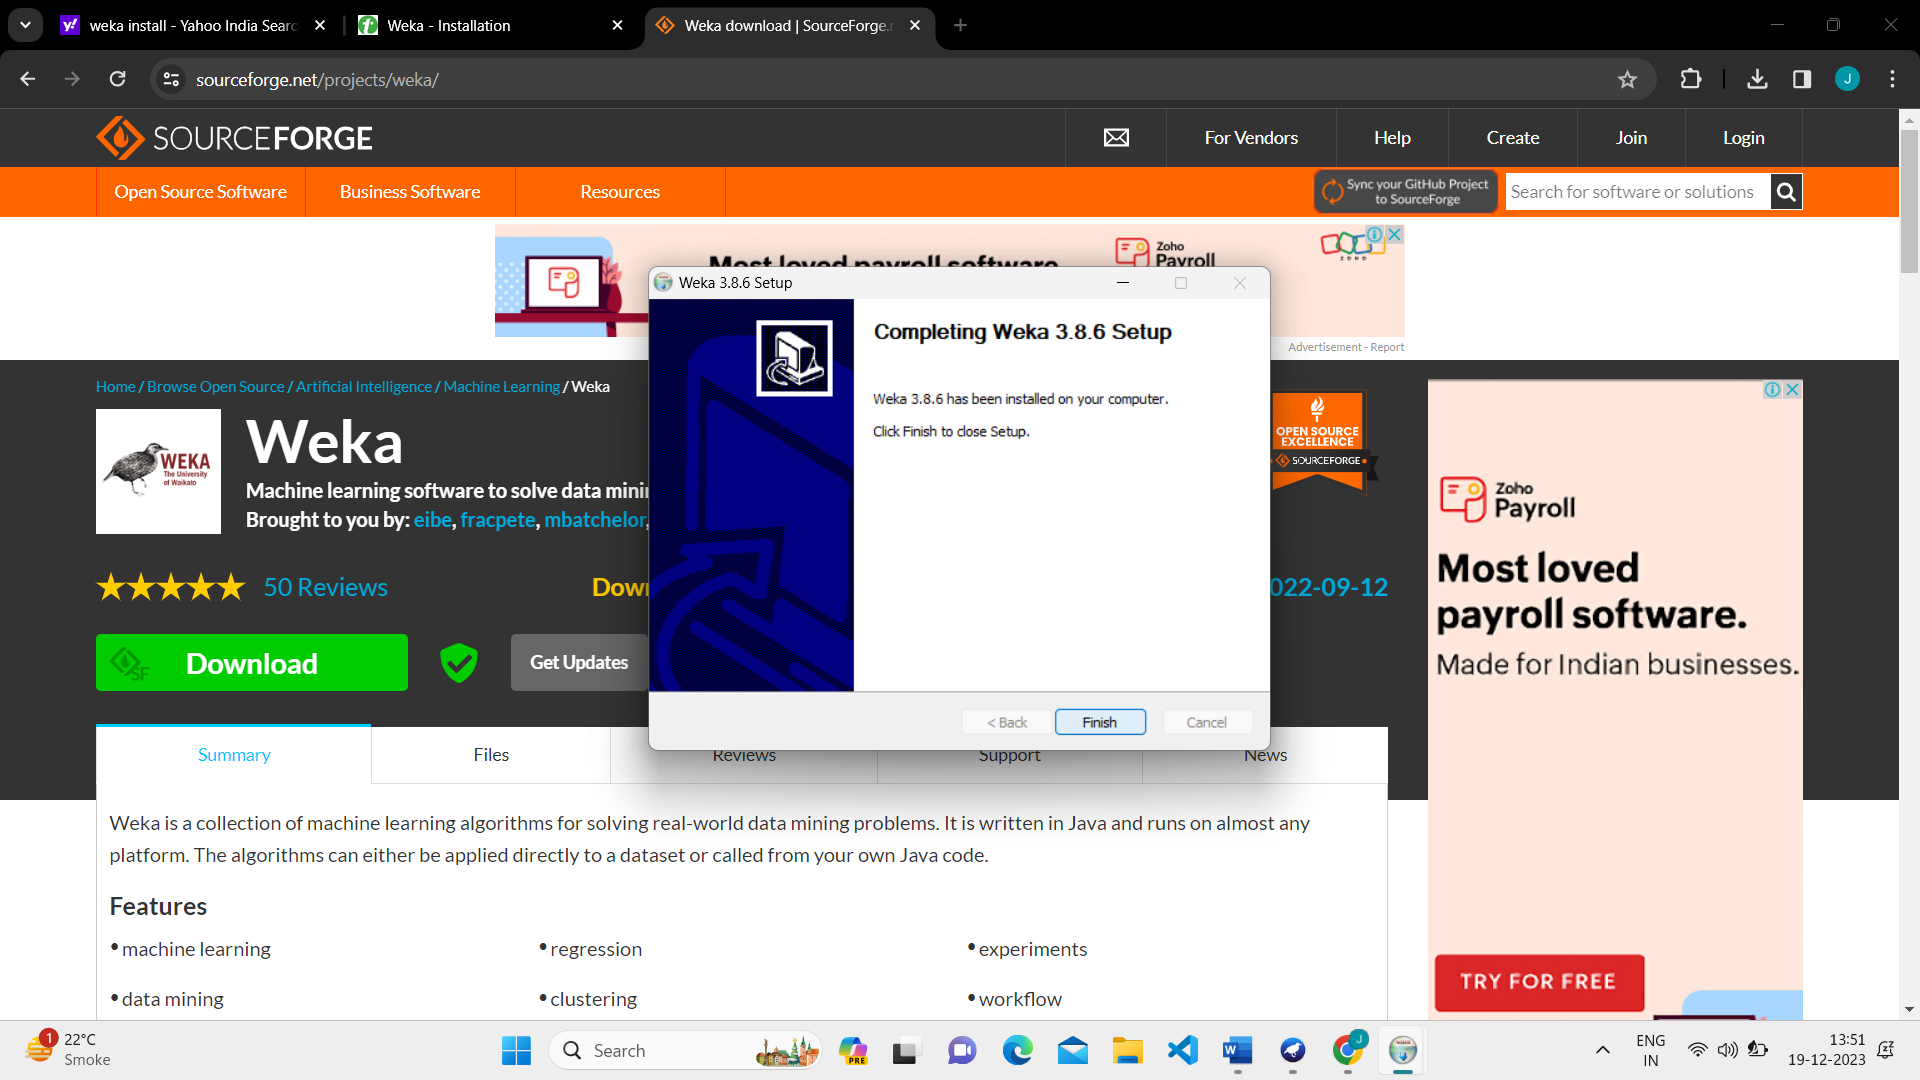 weka install - Yahoo India Searc
Weka - Installation
Weka download | SourceForge.
sourceforge.net/projects/weka/
J
SOURCEFORGE
For Vendors
Help
Create
Join
Login
Open Source Software
Business Software
Resources
Sync your GitHub Project
to SourceForge
Search for software or solutions
Most loved payroll software
Zoho
Payroll
ZOHO
Advertisement - Report
Weka 3.8.6 Setup
Completing Weka 3.8.6 Setup
Weka 3.8.6 has been installed on your computer.
Click Finish to close Setup.
< Back
Finish
Cancel
Home / Browse Open Source / Artificial Intelligence / Machine Learning / Weka
WEKA
The University
of Waikato
Weka
Machine learning software to solve data mini
Brought to you by: eibe, fracpete, mbatchelor,
OPEN SOURCE
EXCELLENCE
SOURCEFORGE
50 Reviews
Down
022-09-12
SF
Download
Get Updates
Summary
Files
Reviews
Support
News
Weka is a collection of machine learning algorithms for solving real-world data mining problems. It is written in Java and runs on almost any
platform. The algorithms can either be applied directly to a dataset or called from your own Java code.
Features
• machine learning
• regression
• experiments
• data mining
• clustering
• workflow
Zoho
Payroll
Most loved
payroll software.
Made for Indian businesses.
TRY FOR FREE
1
22°C
Smoke
Search
PRE
W
J
ENG
IN
13:51
19-12-2023